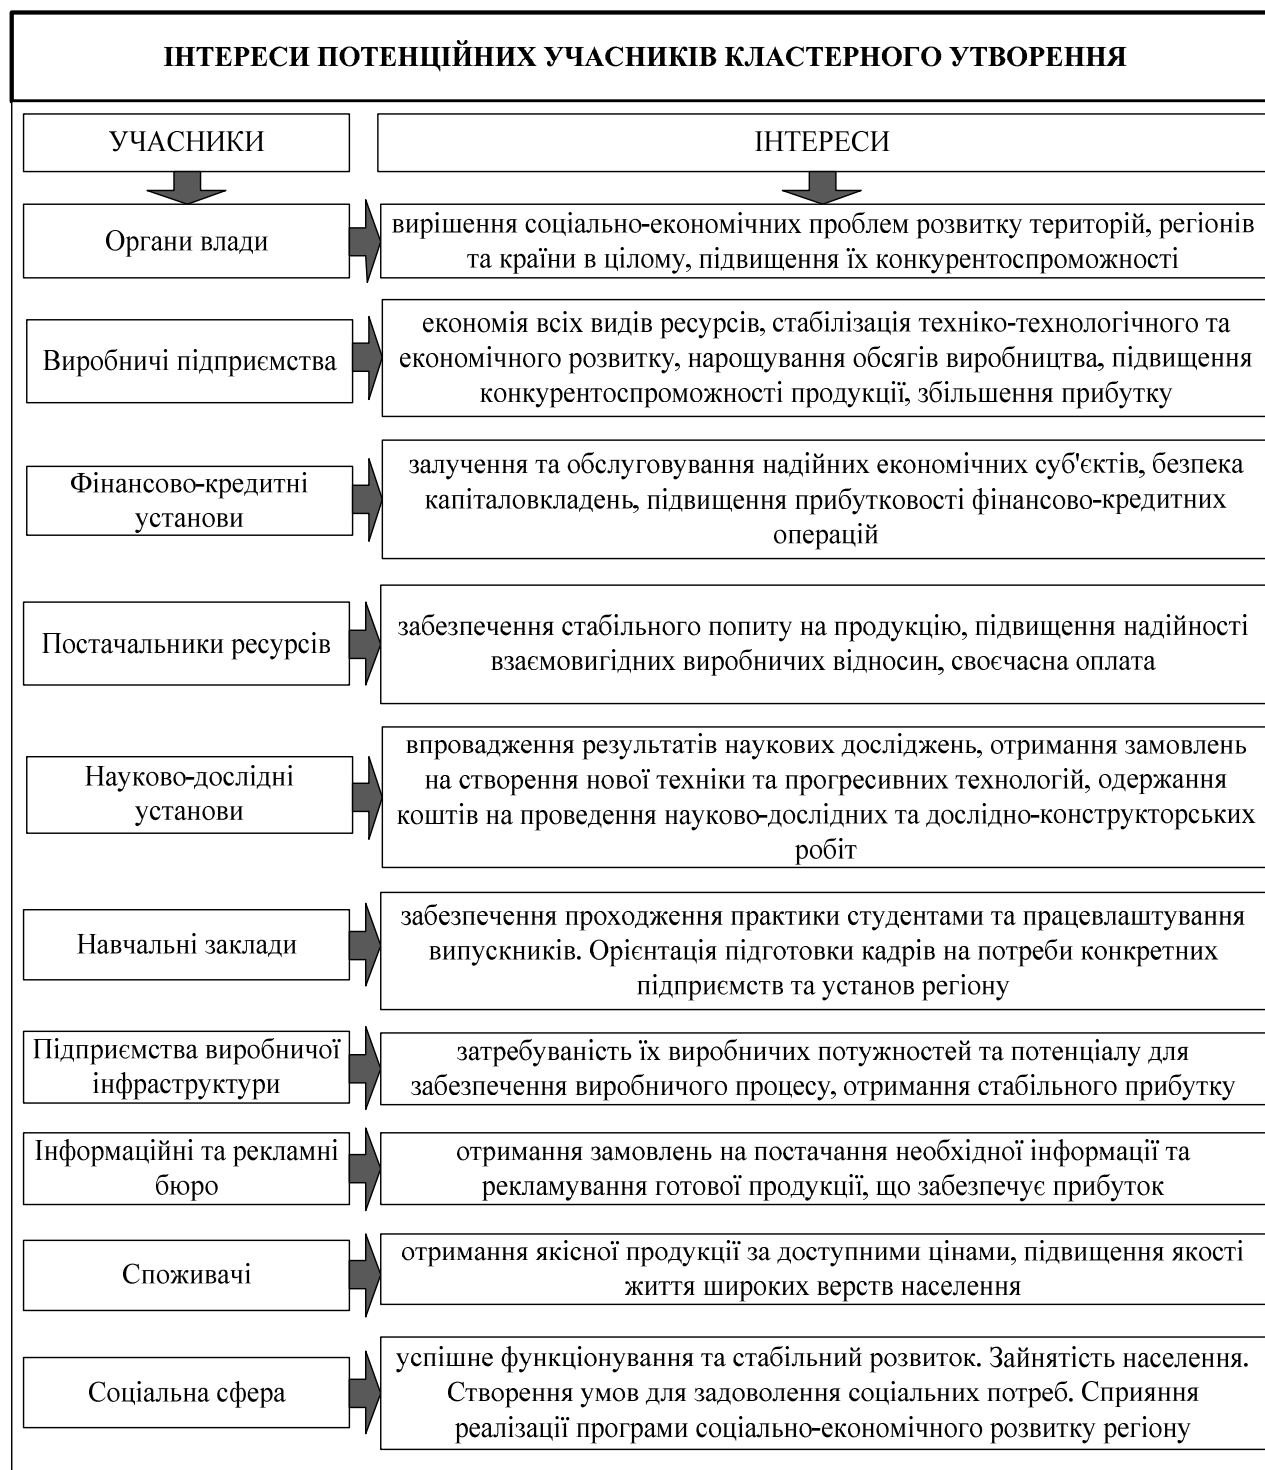 ІНТЕРЕСИ ПОТЕНЦІЙНИХ УЧАСНИКІВ КЛАСТЕРНОГО УТВОРЕННЯ
УЧАСНИКИ
ІНТЕРЕСИ
Органи влади
вирішення соціально-економічних проблем розвитку територій, регіонів
та країни в цілому, підвищення їх конкурентоспроможності
Виробничі підприємства
економія всіх видів ресурсів, стабілізація техніко-технологічного та
економічного розвитку, нарощування обсягів виробництва, підвищення
конкурентоспроможності продукції, збільшення прибутку
Фінансово-кредитні
установи
залучення та обслуговування надійних економічних суб'єктів, безпека
капіталовкладень, підвищення прибутковості фінансово-кредитних
операцій
Постачальники ресурсів
забезпечення стабільного попиту на продукцію, підвищення надійності
взаємовигідних виробничих відносин, своєчасна оплата
Науково-дослідні
установи
впровадження результатів наукових досліджень, отримання замовлень
на створення нової техніки та прогресивних технологій, одержання
коштів на проведення науково-дослідних та дослідно-конструкторських
робіт
Навчальні заклади
забезпечення проходження практики студентами та працевлаштування
випускників. Орієнтація підготовки кадрів на потреби конкретних
підприємств та установ регіону
Підприємства виробничої
інфраструктури
затребуваність їх виробничих потужностей та потенціалу для
забезпечення виробничого процесу, отримання стабільного прибутку
Інформаційні та рекламні
бюро
отримання замовлень на постачання необхідної інформації та
рекламування готової продукції, що забезпечує прибуток
Споживачі
отримання якісної продукції за доступними цінами, підвищення якості
життя широких верств населення
Соціальна сфера
успішне функціонування та стабільний розвиток. Зайнятість населення.
Створення умов для задоволення соціальних потреб. Сприяння
реалізації програми соціально-економічного розвитку регіону